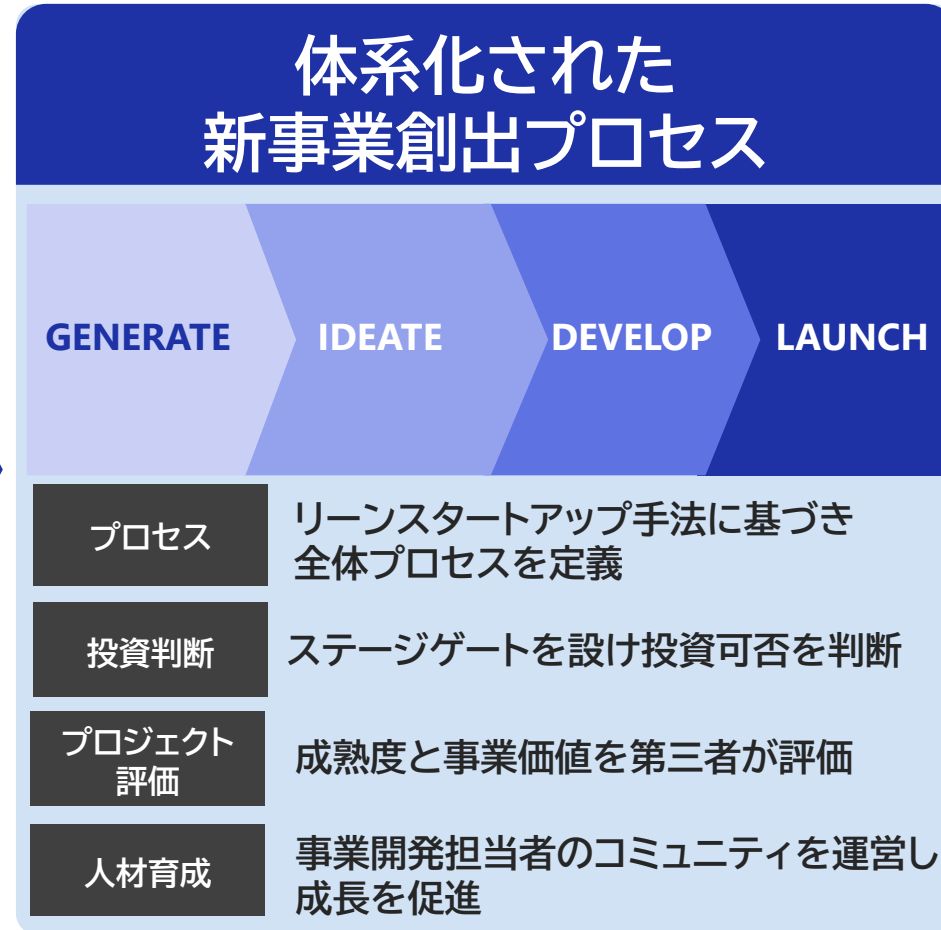 体系化された
新事業創出プロセス
GENERATE
IDEATE
DEVELOP
LAUNCH
プロセス
リーンスタートアップ手法に基づき
全体プロセスを定義
投資判断
ステージゲートを設け投資可否を判断
プロジェクト
評価
成熟度と事業価値を第三者が評価
人材育成
事業開発担当者のコミュニティを運営し
成長を促進